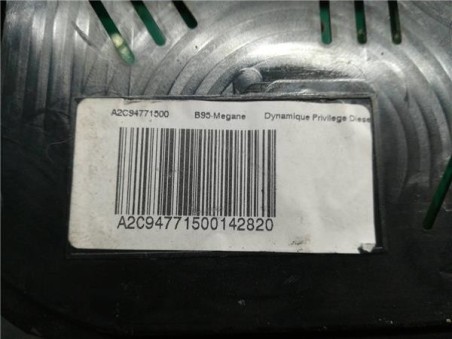 A2C94771500 B95-Megane Dynamique Privilege Diese
A2C94771500142820